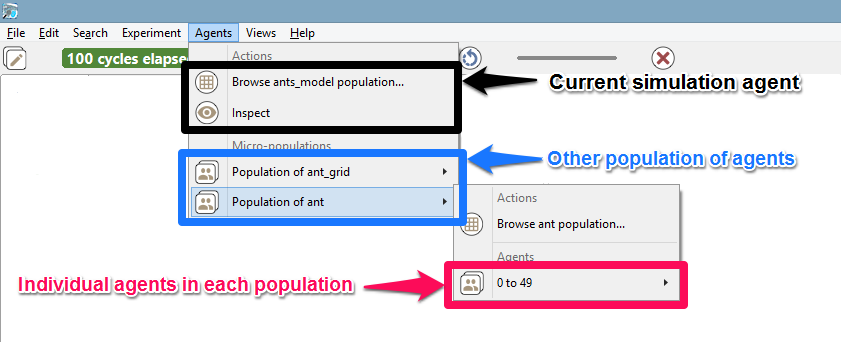 File Edit Search Experiment Agents Views Help
100 cycles elapse
Actions
Browse ants_model population...
Current simulation agent
Inspect
Micro-populations
Other population of agents
Population of ant_grid
Population of ant
Actions
Browse ant population...
Agents
Individual agents in each population
0 to 49